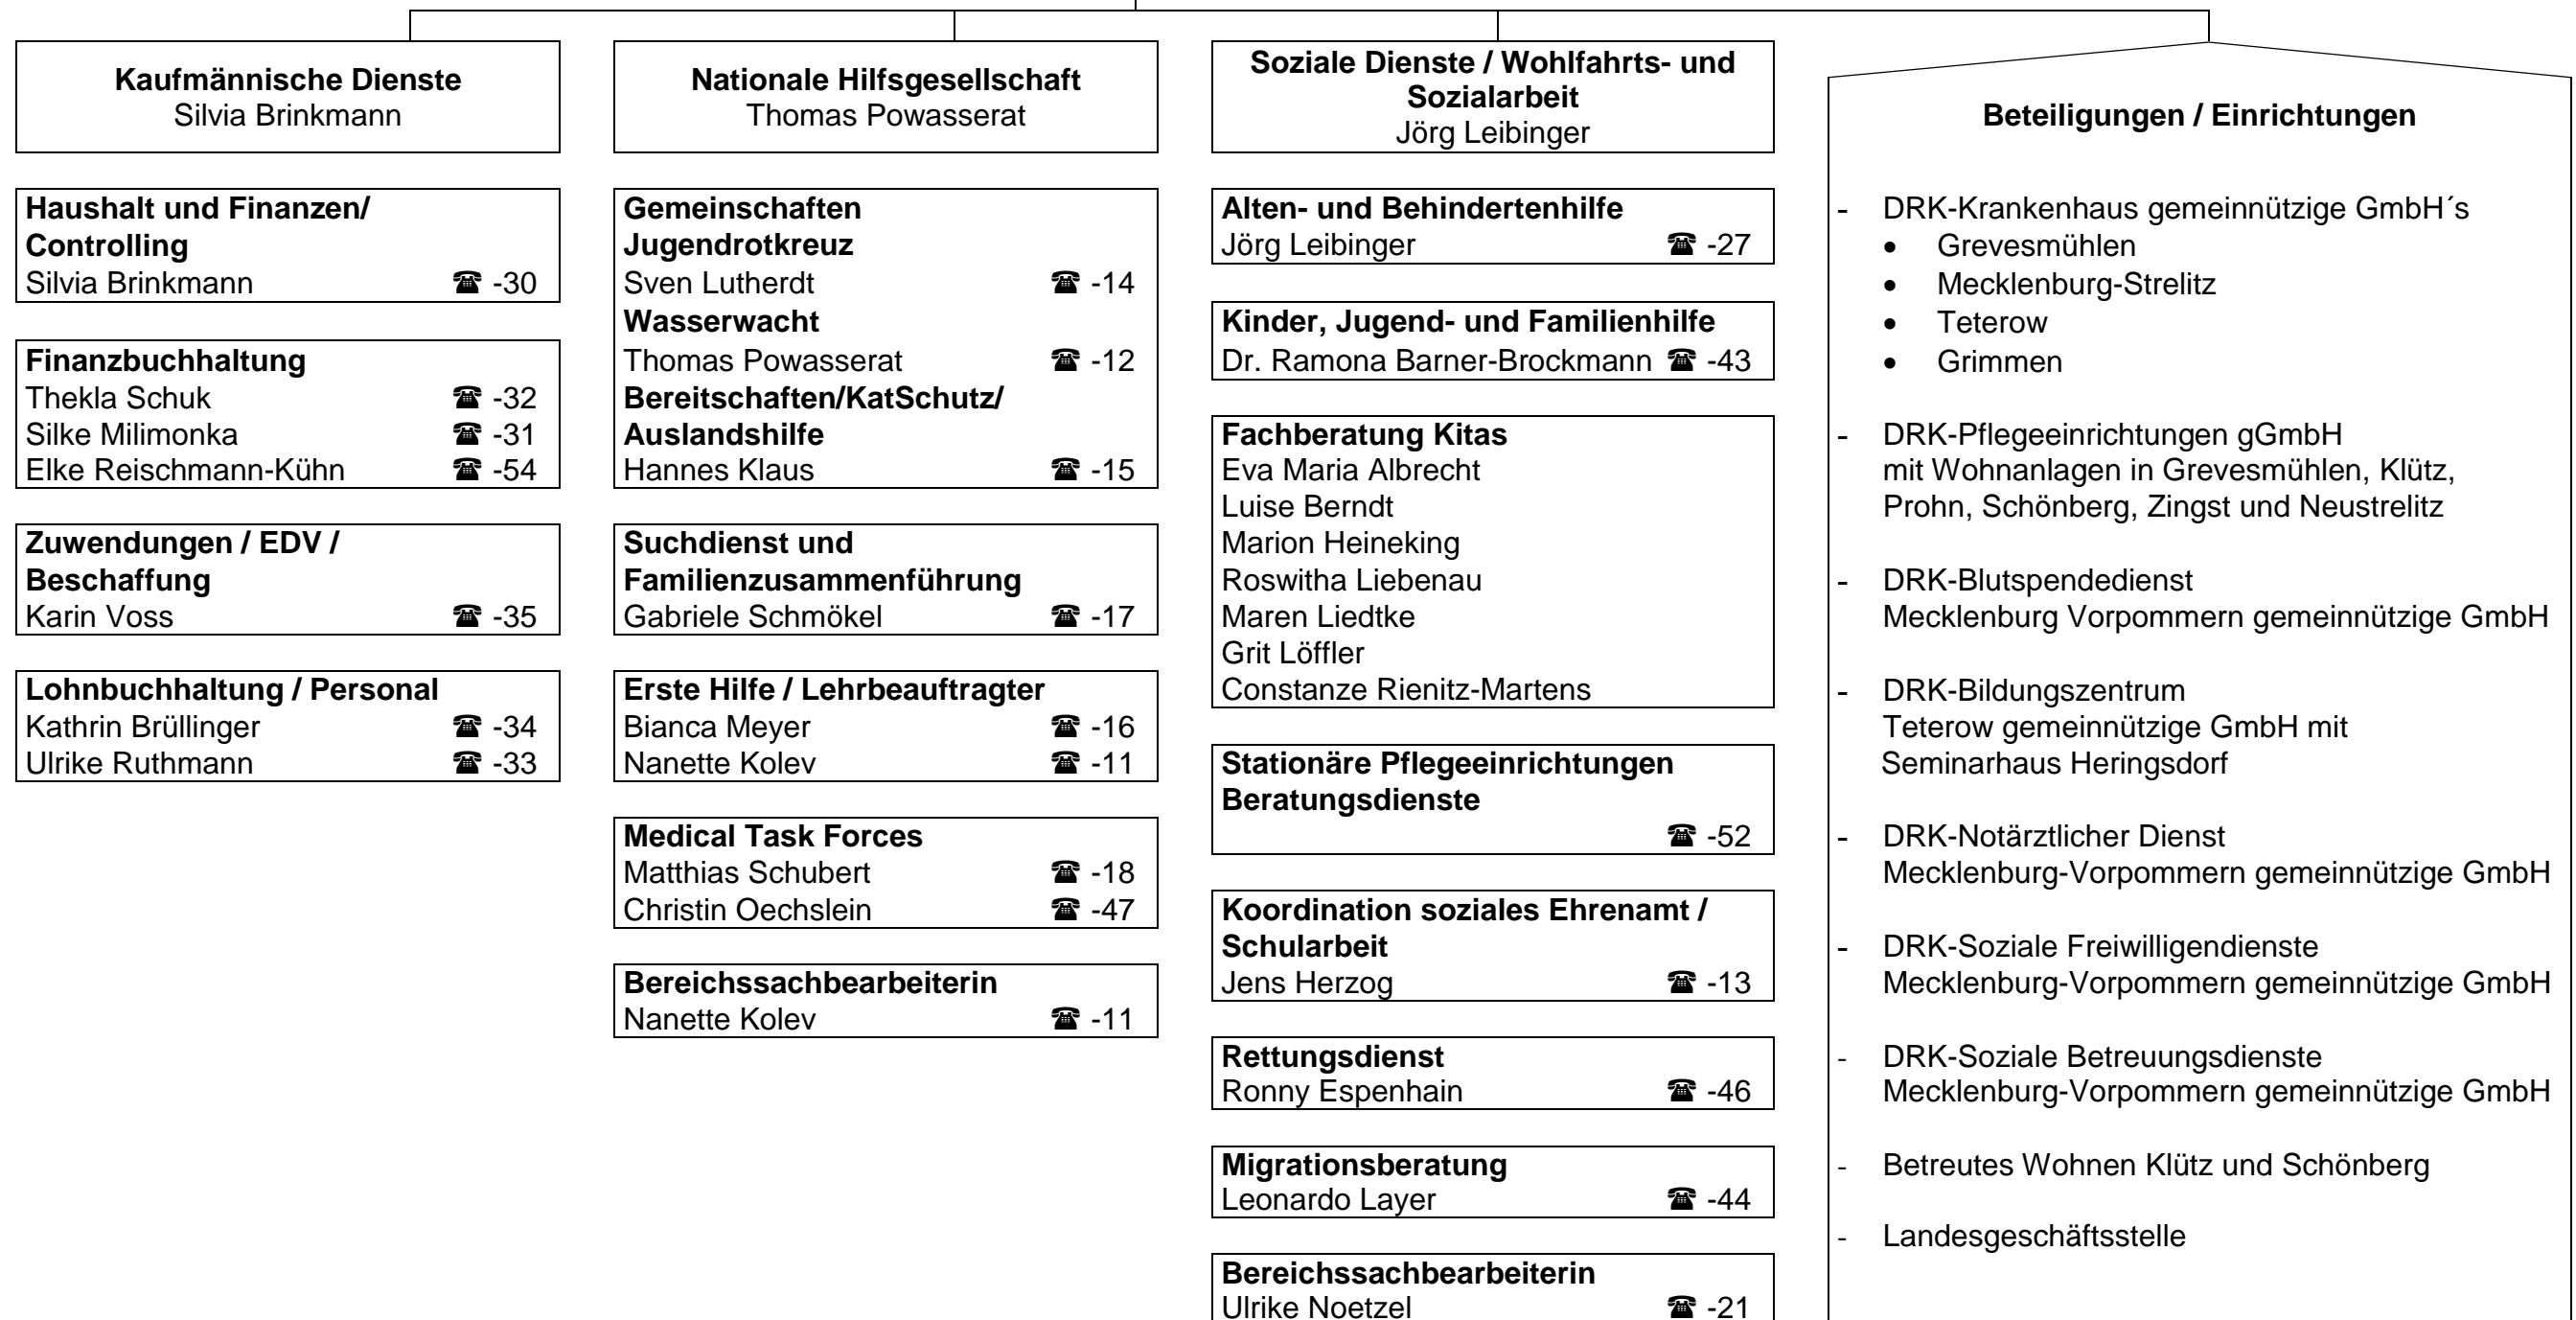 Kaufmännische Dienste
Silvia Brinkmann
Haushalt und Finanzen/
Controlling
Silvia Brinkmann ☎ -30
Finanzbuchhaltung
Thekla Schuk ☎ -32
Silke Milimonka ☎ -31
Elke Reischmann-Kühn ☎ -54
Zuwendungen / EDV /
Beschaffung
Karin Voss ☎ -35
Lohnbuchhaltung / Personal
Kathrin Brüllinger ☎ -34
Ulrike Ruthmann ☎ -33
Nationale Hilfsgesellschaft
Thomas Powasserat
Gemeinschaften
Jugendrotkreuz
Sven Lutherdt ☎ -14
Wasserwacht
Thomas Powasserat ☎ -12
Bereitschaften/KatSchutz/
Auslandshilfe
Hannes Klaus ☎ -15
Suchdienst und
Familienzusammenführung
Gabriele Schmökel ☎ -17
Erste Hilfe / Lehrbeauftragter
Bianca Meyer ☎ -16
Nanette Kolev ☎ -11
Medical Task Forces
Matthias Schubert ☎ -18
Christin Oechslein ☎ -47
Bereichssachbearbeiterin
Nanette Kolev ☎ -11
Soziale Dienste / Wohlfahrts- und
Sozialarbeit
Jörg Leibinger
Alten- und Behindertenhilfe
Jörg Leibinger ☎ -27
Kinder, Jugend- und Familienhilfe
Dr. Ramona Barner-Brockmann ☎ -43
Fachberatung Kitas
Eva Maria Albrecht
Luise Berndt
Marion Heineking
Roswitha Liebenau
Maren Liedtke
Grit Löffler
Constanze Rienitz-Martens
Stationäre Pflegeeinrichtungen
Beratungsdienste
☎ -52
Koordination soziales Ehrenamt /
Schularbeit
Jens Herzog ☎ -13
Rettungsdienst
Ronny Espenhain ☎ -46
Migrationsberatung
Leonardo Layer ☎ -44
Bereichssachbearbeiterin
Ulrike Noetzel ☎ -21
Beteiligungen / Einrichtungen
- DRK-Krankenhaus gemeinnützige GmbH´s
• Grevesmühlen
• Mecklenburg-Strelitz
• Teterow
• Grimmen
- DRK-Pflegeeinrichtungen gGmbH
mit Wohnanlagen in Grevesmühlen, Klütz,
Prohn, Schönberg, Zingst und Neustrelitz
- DRK-Blutspendedienst
Mecklenburg Vorpommern gemeinnützige GmbH
- DRK-Bildungszentrum
Teterow gemeinnützige GmbH mit
Seminarhaus Heringsdorf
- DRK-Notärztlicher Dienst
Mecklenburg-Vorpommern gemeinnützige GmbH
- DRK-Soziale Freiwilligendienste
Mecklenburg-Vorpommern gemeinnützige GmbH
- DRK-Soziale Betreuungsdienste
Mecklenburg-Vorpommern gemeinnützige GmbH
- Betreutes Wohnen Klütz und Schönberg
- Landesgeschäftsstelle